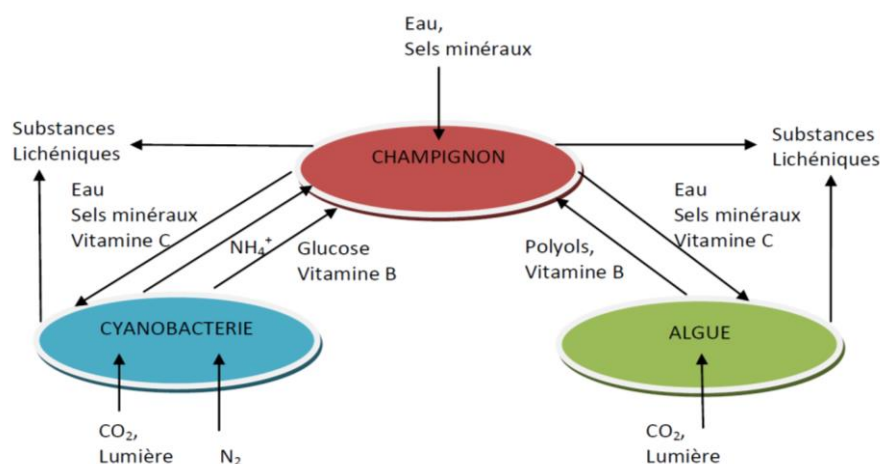 Eau,
Sels minéraux
Substances
Lichéniques
CHAMPIGNON
Substances
Lichéniques
Eau
Sels minéraux
Vitamine C
NH₄⁺
Glucose
Vitamine B
Polyols,
Vitamine B
Eau
Sels minéraux
Vitamine C
CYANOBACTERIE
ALGUE
CO₂,
Lumière
N₂
CO₂,
Lumière